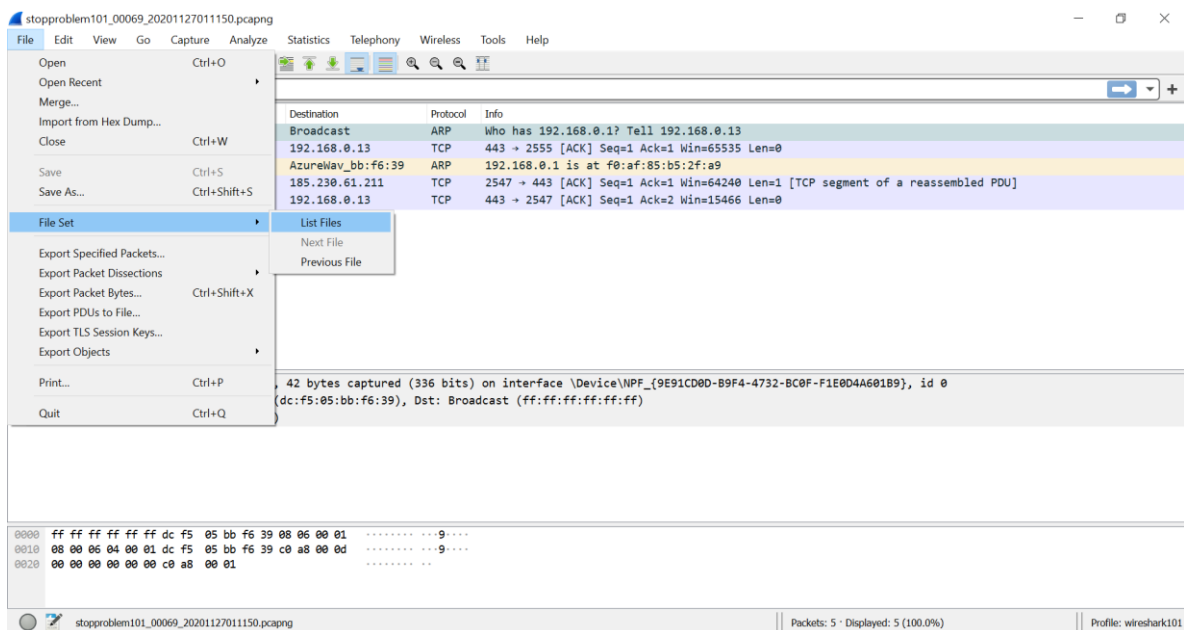 stopproblem101_00069_20201127011150.pcapng
File Edit View Go Capture Analyze Statistics Telephony Wireless Tools Help
Open Ctrl+O
Open Recent
Merge...
Import from Hex Dump...
Close Ctrl+W
Save Ctrl+S
Save As... Ctrl+Shift+S
File Set
List Files
Next File
Previous File
Export Specified Packets...
Export Packet Dissections
Export Packet Bytes... Ctrl+Shift+X
Export PDUs to File...
Export TLS Session Keys...
Export Objects
Print... Ctrl+P
Quit Ctrl+Q
Destination Protocol Info
Broadcast ARP Who has 192.168.0.1? Tell 192.168.0.13
192.168.0.13 TCP 443 → 2555 [ACK] Seq=1 Ack=1 Win=65535 Len=0
AzureWav_bb:f6:39 ARP 192.168.0.1 is at f0:af:85:b5:2f:a9
185.230.61.211 TCP 2547 → 443 [ACK] Seq=1 Ack=1 Win=64240 Len=1 [TCP segment of a reassembled PDU]
192.168.0.13 TCP 443 → 2547 [ACK] Seq=1 Ack=2 Win=15466 Len=0
, 42 bytes captured (336 bits) on interface \Device\NPF_{9E91CD0D-B9F4-4732-BC0F-F1E0D4A601B9}, id 0
(dc:f5:05:bb:f6:39), Dst: Broadcast (ff:ff:ff:ff:ff:ff)
)
0000 ff ff ff ff ff ff dc f5 05 bb f6 39 08 06 00 01 ········ ···9····
0010 08 00 06 04 00 01 dc f5 05 bb f6 39 c0 a8 00 0d ········ ···9····
0020 00 00 00 00 00 00 c0 a8 00 01 ········ ··
stopproblem101_00069_20201127011150.pcapng
Packets: 5 · Displayed: 5 (100.0%)
Profile: wireshark101